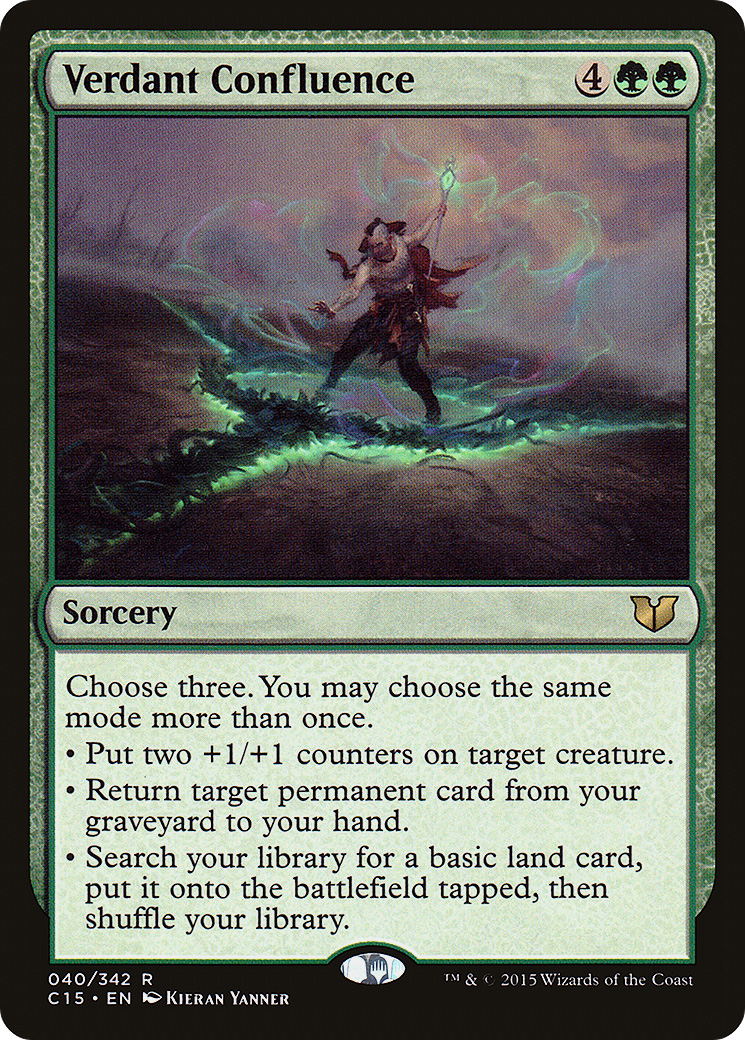 Verdant Confluence 4
Sorcery
Choose three. You may choose the same
mode more than once.
• Put two +1/+1 counters on target creature.
• Return target permanent card from your
graveyard to your hand.
• Search your library for a basic land card,
put it onto the battlefield tapped, then
shuffle your library.
040/342 R
C15 • EN Kieran Yanner
™ & © 2015 Wizards of the Coast